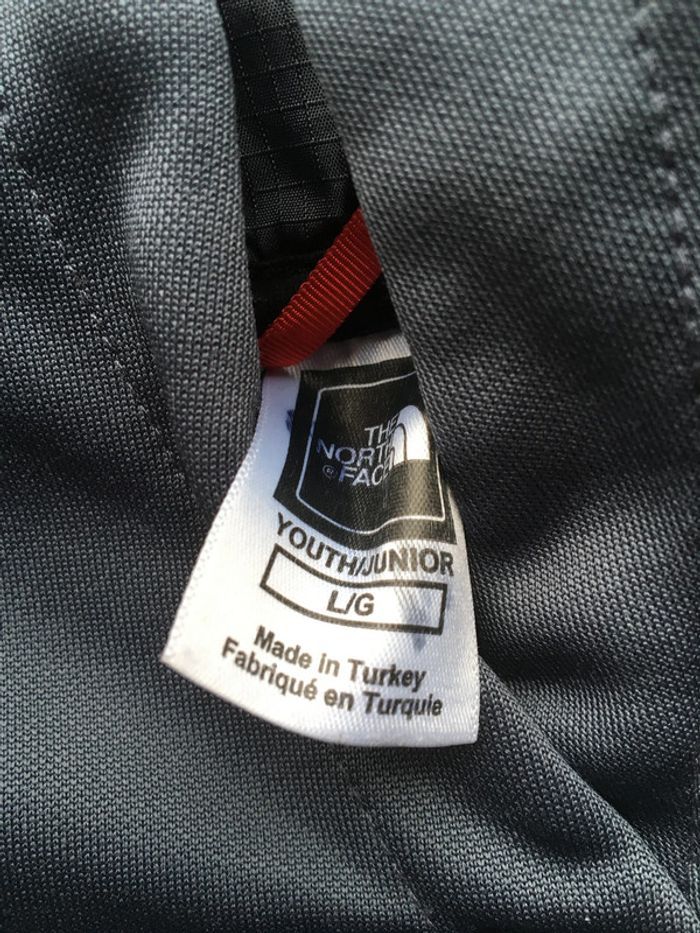 THE
NORTH
®FACE
YOUTH/JUNIOR
L/G
Made in Turkey
Fabriqué en Turquie